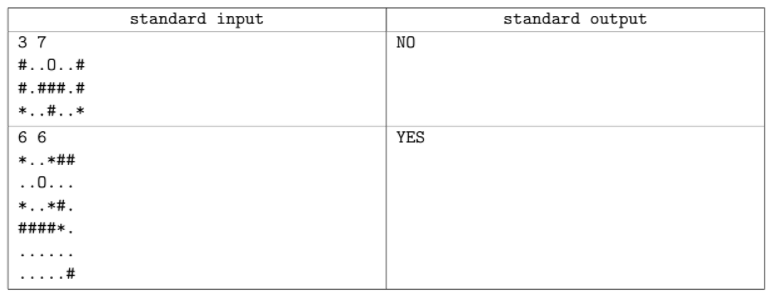 standard input
standard output
3 7
NO
#..O..#
#.###.#
*..#..*
6 6
YES
*..*##
..O...
*..*#.
####*.
......
.....#